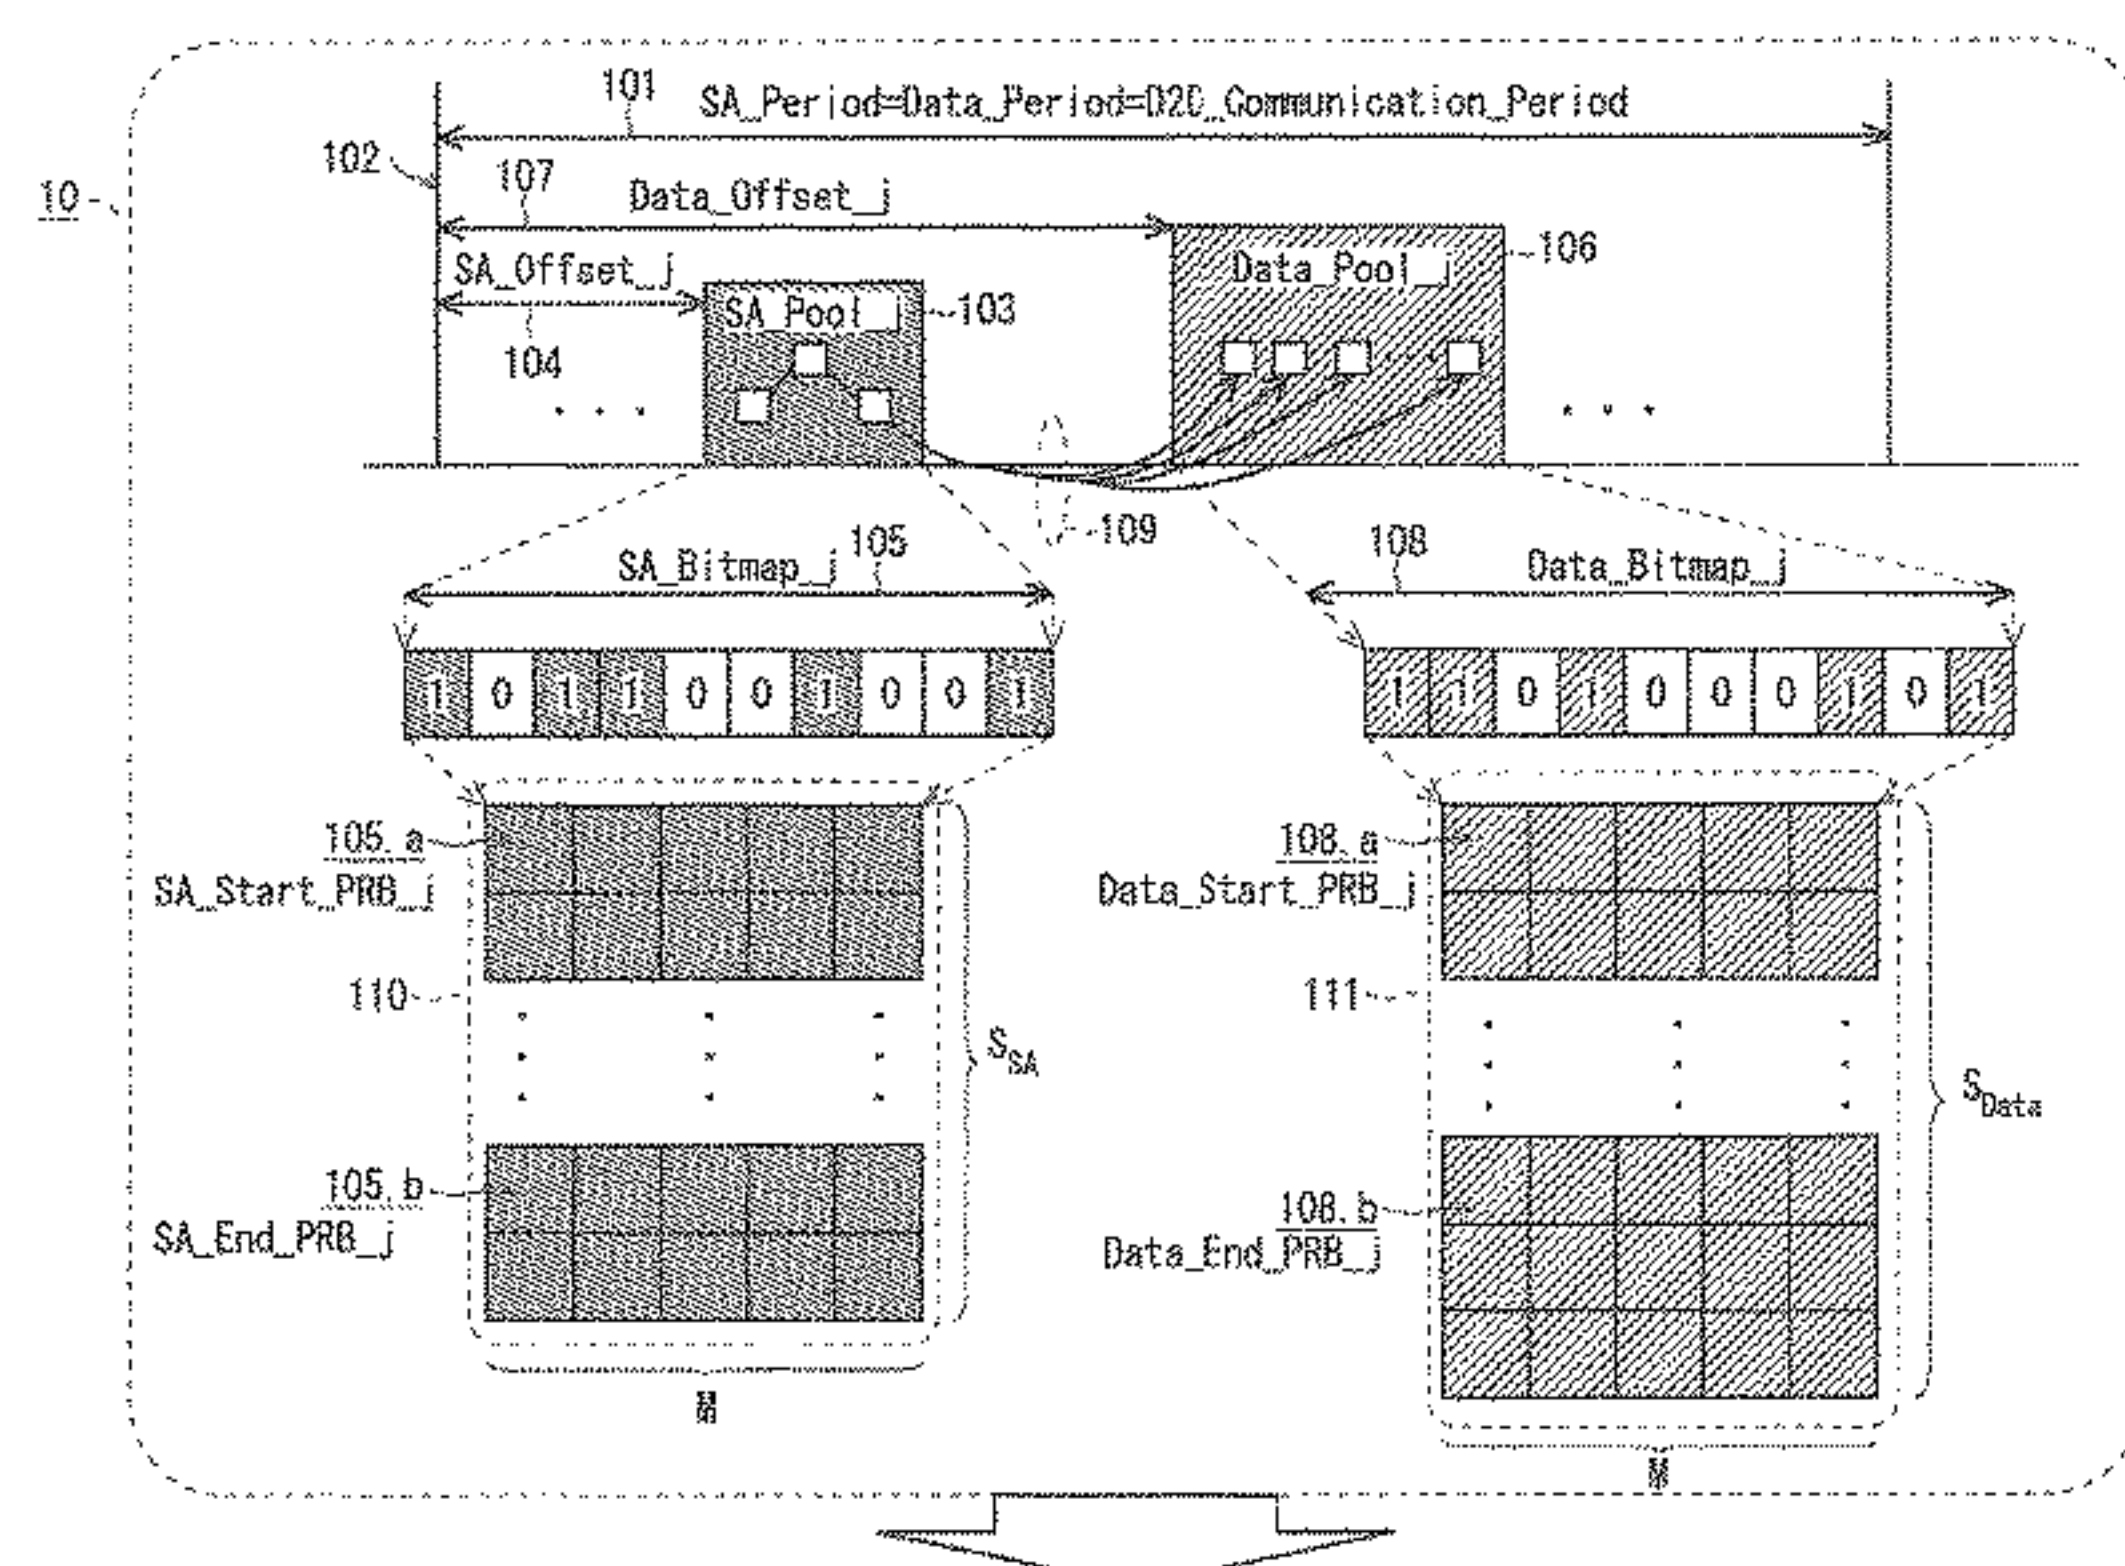 101
SA_Period=Data_Period=D2D_Communication_Period
102
107
10
Data_Offset_j
106
SA_Offset_j
Data_Pool_j
SA_Pool_j
103
104
109
105
108
SA_Bitmap_j
Data_Bitmap_j
1 0 1 1 0 0 1 0 0 1
1 1 0 1 0 0 0 1 0 1
105.a
SA_Start_PRB_j
108.a
Data_Start_PRB_j
110
111
S_SA
S_Data
105.b
SA_End_PRB_j
108.b
Data_End_PRB_j
M
M